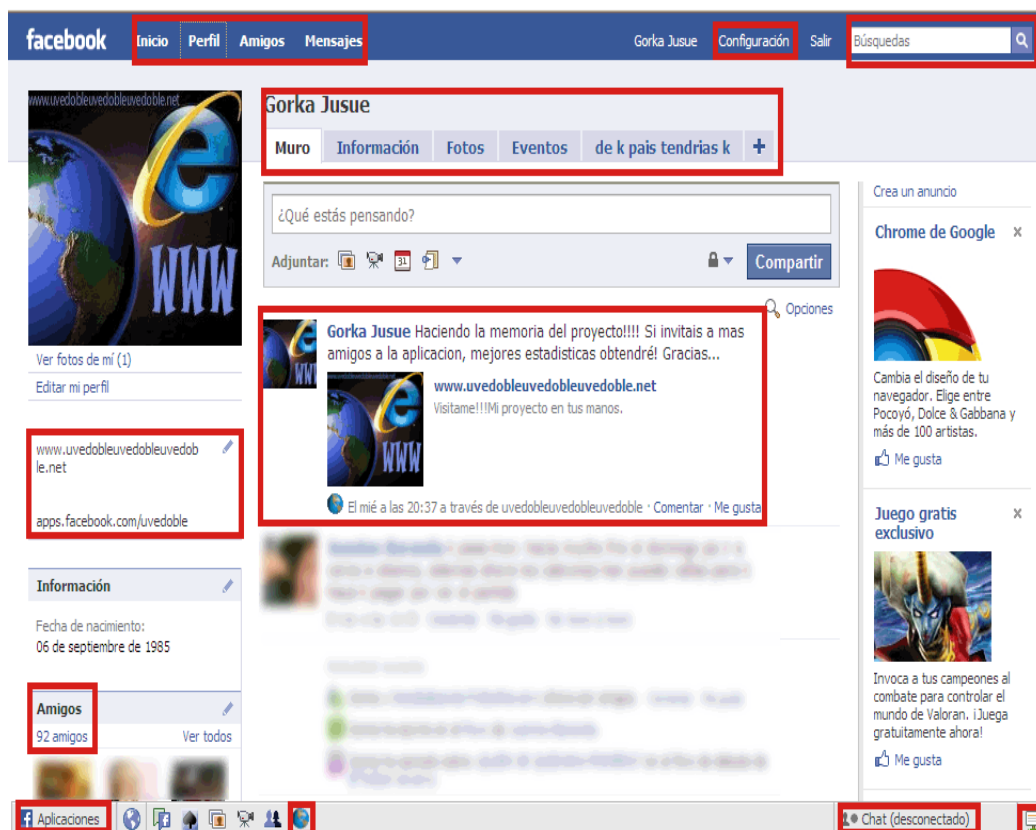 facebook Inicio Perfil Amigos Mensajes Gorka Jusue Configuración Salir Búsquedas
www.uvedobleuvedobleuvedoble.net
WWW
Ver fotos de mí (1)
Editar mi perfil
www.uvedobleuvedobleuvedob
le.net
apps.facebook.com/uvedoble
Información
Fecha de nacimiento:
06 de septiembre de 1985
Amigos
92 amigos Ver todos
Gorka Jusue
Muro Información Fotos Eventos de k pais tendrias k +
¿Qué estás pensando?
Adjuntar: 31 Compartir
Opciones
Gorka Jusue Haciendo la memoria del proyecto!!!! Si invitais a mas
amigos a la aplicacion, mejores estadisticas obtendré! Gracias...
WWW
www.uvedobleuvedobleuvedoble.net
Visitame!!!Mi proyecto en tus manos.
WWW
El mié a las 20:37 a través de uvedobleuvedobleuvedoble · Comentar · Me gusta
Crea un anuncio
Chrome de Google x
Cambia el diseño de tu
navegador. Elige entre
Pocoyó, Dolce & Gabbana y
más de 100 artistas.
Me gusta
Juego gratis x
exclusivo
Invoca a tus campeones al
combate para controlar el
mundo de Valoran. ¡Juega
gratuitamente ahora!
Me gusta
Aplicaciones Chat (desconectado)